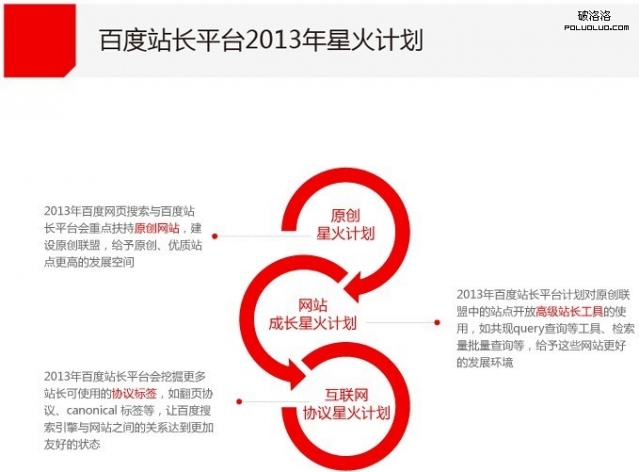 破洛洛
POLUOLUO.COM
百度站长平台2013年星火计划
原创
星火计划
2013年百度网页搜索与百度站
长平台会重点扶持原创网站，建
设原创联盟，给予原创、优质站
点更高的发展空间
网站
成长星火计划
2013年百度站长平台计划对原创联
盟中的站点开放高级站长工具的使
用，如共现query查询等工具、检索
量批量查询等，给予这些网站更好
的发展环境
互联网
协议星火计划
2013年百度站长平台会挖掘更多
站长可使用的协议标签，如翻页协
议、canonical 标签等，让百度搜
索引擎与网站之间的关系达到更加
友好的状态